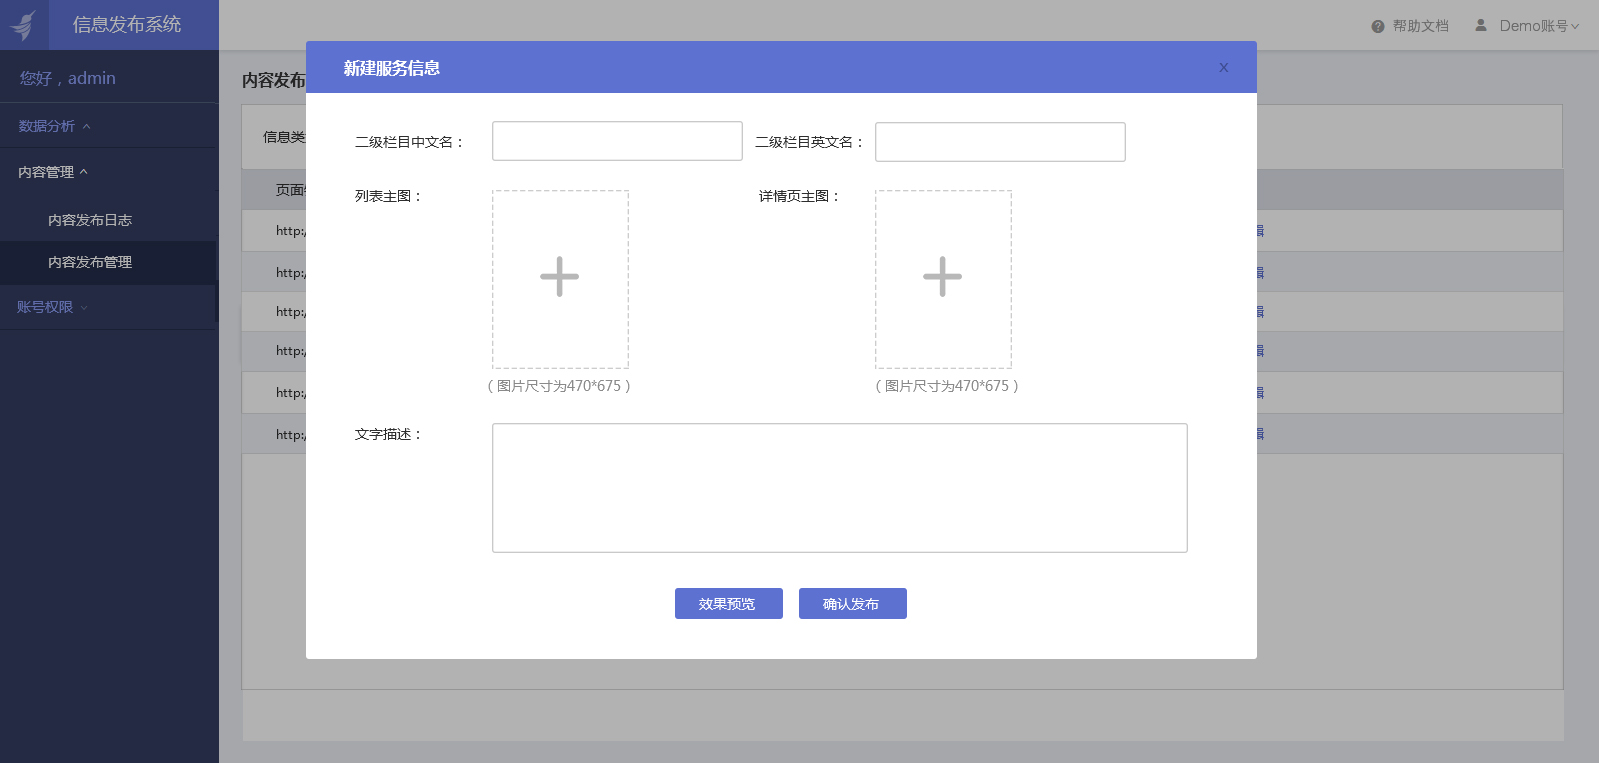 信息发布系统
帮助文档
Demo账号
您好，admin
数据分析
内容管理
内容发布日志
内容发布管理
账号权限
内容发布
信息类
页面
http:/
http:/
http:/
http:/
http:/
http:/
新建服务信息
x
二级栏目中文名：
二级栏目英文名：
列表主图：
详情页主图：
（图片尺寸为470*675）
（图片尺寸为470*675）
文字描述：
效果预览
确认发布